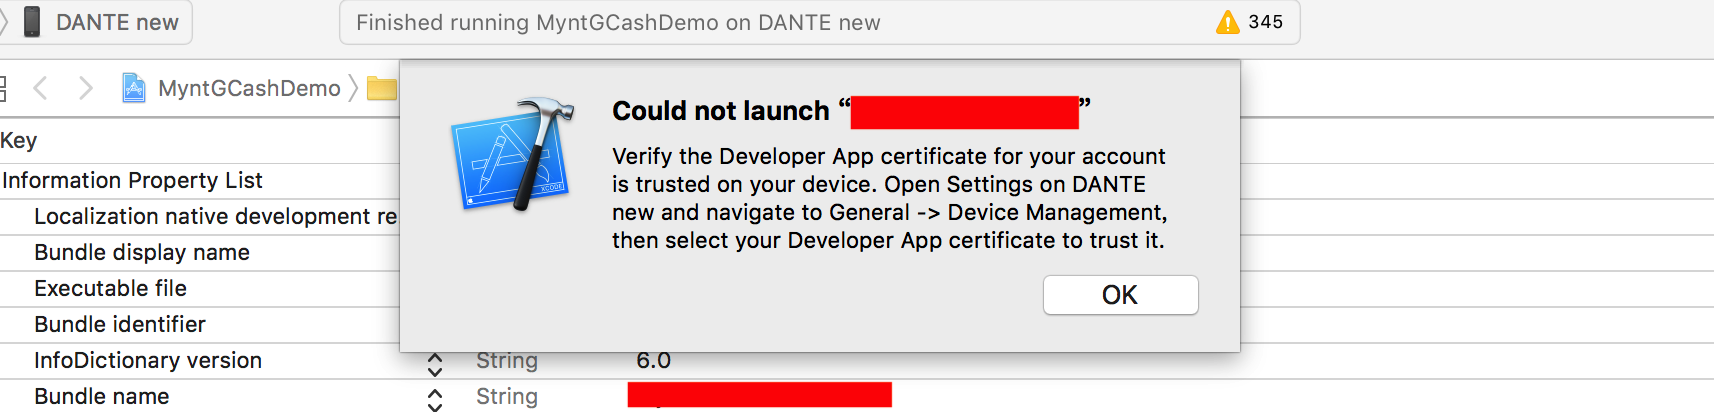 DANTE new
Finished running MyntGCashDemo on DANTE new
345
MyntGCashDemo
Could not launch “ ”
Verify the Developer App certificate for your account
is trusted on your device. Open Settings on DANTE
new and navigate to General -> Device Management,
then select your Developer App certificate to trust it.
OK
XCODE
Key
Information Property List
Localization native development re
Bundle display name
Executable file
Bundle identifier
InfoDictionary version String 6.0
Bundle name String